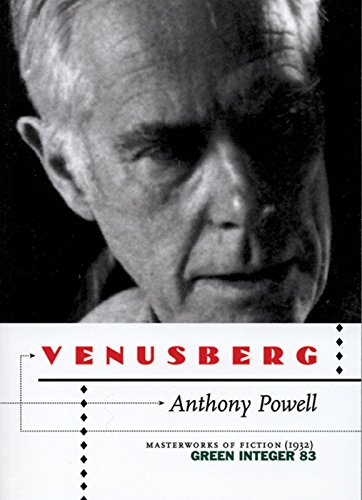 VENUSBERG
Anthony Powell
MASTERWORKS OF FICTION (1932)
GREEN INTEGER 83